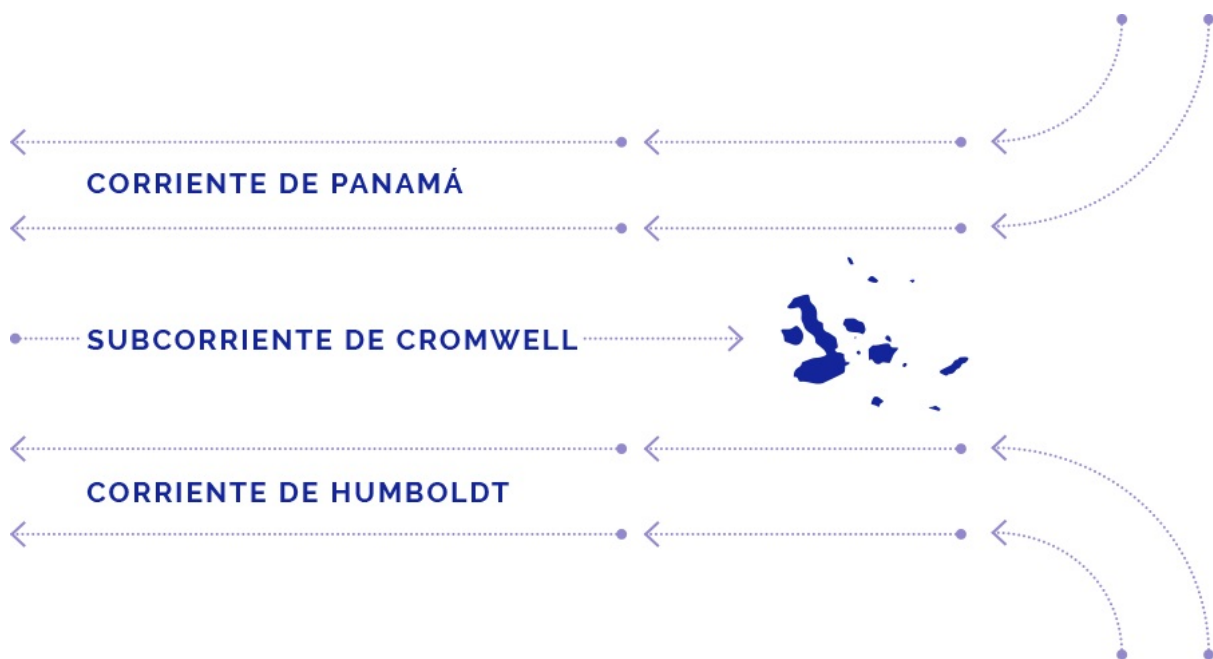 CORRIENTE DE PANAMÁ
SUBCORRIENTE DE CROMWELL
CORRIENTE DE HUMBOLDT